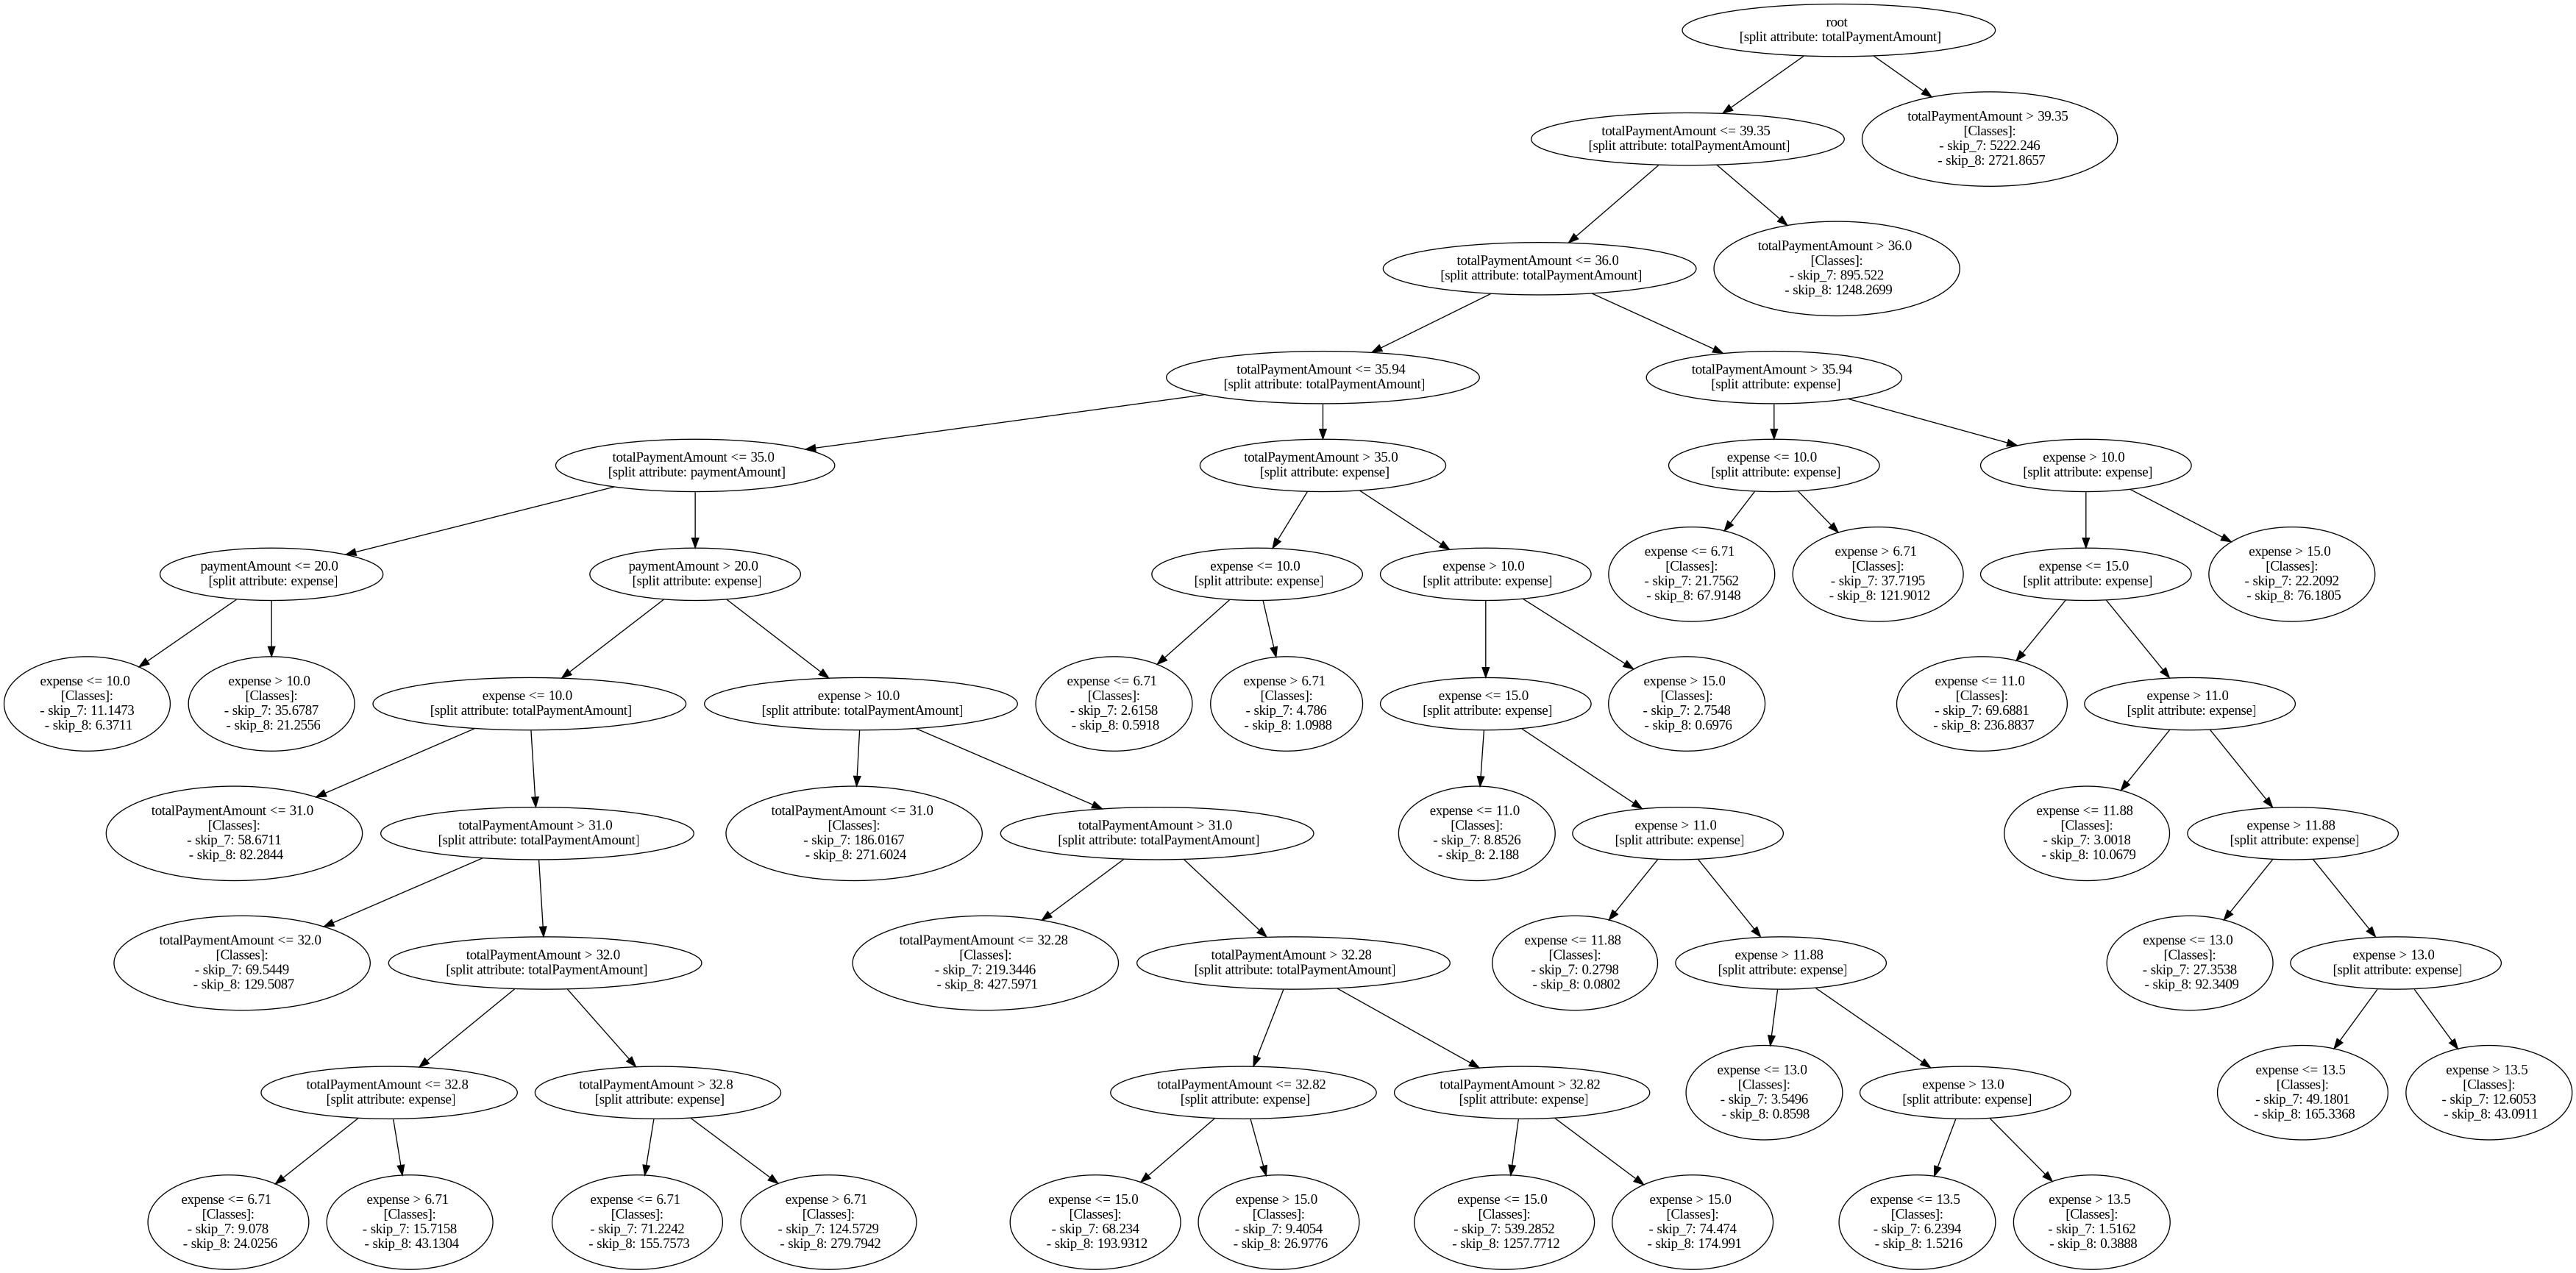 root
[split attribute: totalPaymentAmount]
totalPaymentAmount <= 39.35
[split attribute: totalPaymentAmount]
totalPaymentAmount > 39.35
[Classes]:
- skip_7: 5222.246
- skip_8: 2721.8657
totalPaymentAmount <= 36.0
[split attribute: totalPaymentAmount]
totalPaymentAmount > 36.0
[Classes]:
- skip_7: 895.522
- skip_8: 1248.2699
totalPaymentAmount <= 35.94
[split attribute: totalPaymentAmount]
totalPaymentAmount > 35.94
[split attribute: expense]
totalPaymentAmount <= 35.0
[split attribute: paymentAmount]
totalPaymentAmount > 35.0
[split attribute: expense]
expense <= 10.0
[split attribute: expense]
expense > 10.0
[split attribute: expense]
paymentAmount <= 20.0
[split attribute: expense]
paymentAmount > 20.0
[split attribute: expense]
expense <= 10.0
[split attribute: expense]
expense > 10.0
[split attribute: expense]
expense <= 6.71
[Classes]:
- skip_7: 21.7562
- skip_8: 67.9148
expense > 6.71
[Classes]:
- skip_7: 37.7195
- skip_8: 121.9012
expense <= 15.0
[split attribute: expense]
expense > 15.0
[Classes]:
- skip_7: 22.2092
- skip_8: 76.1805
expense <= 10.0
[Classes]:
- skip_7: 11.1473
- skip_8: 6.3711
expense > 10.0
[Classes]:
- skip_7: 35.6787
- skip_8: 21.2556
expense <= 10.0
[split attribute: totalPaymentAmount]
expense > 10.0
[split attribute: totalPaymentAmount]
expense <= 6.71
[Classes]:
- skip_7: 2.6158
- skip_8: 0.5918
expense > 6.71
[Classes]:
- skip_7: 4.786
- skip_8: 1.0988
expense <= 15.0
[split attribute: expense]
expense > 15.0
[Classes]:
- skip_7: 2.7548
- skip_8: 0.6976
expense <= 11.0
[Classes]:
- skip_7: 69.6881
- skip_8: 236.8837
expense > 11.0
[split attribute: expense]
totalPaymentAmount <= 31.0
[Classes]:
- skip_7: 58.6711
- skip_8: 82.2844
totalPaymentAmount > 31.0
[split attribute: totalPaymentAmount]
totalPaymentAmount <= 31.0
[Classes]:
- skip_7: 186.0167
- skip_8: 271.6024
totalPaymentAmount > 31.0
[split attribute: totalPaymentAmount]
expense <= 11.0
[Classes]:
- skip_7: 8.8526
- skip_8: 2.188
expense > 11.0
[split attribute: expense]
expense <= 11.88
[Classes]:
- skip_7: 3.0018
- skip_8: 10.0679
expense > 11.88
[split attribute: expense]
totalPaymentAmount <= 32.0
[Classes]:
- skip_7: 69.5449
- skip_8: 129.5087
totalPaymentAmount > 32.0
[split attribute: totalPaymentAmount]
totalPaymentAmount <= 32.28
[Classes]:
- skip_7: 219.3446
- skip_8: 427.5971
totalPaymentAmount > 32.28
[split attribute: totalPaymentAmount]
expense <= 11.88
[Classes]:
- skip_7: 0.2798
- skip_8: 0.0802
expense > 11.88
[split attribute: expense]
expense <= 13.0
[Classes]:
- skip_7: 27.3538
- skip_8: 92.3409
expense > 13.0
[split attribute: expense]
totalPaymentAmount <= 32.8
[split attribute: expense]
totalPaymentAmount > 32.8
[split attribute: expense]
totalPaymentAmount <= 32.82
[split attribute: expense]
totalPaymentAmount > 32.82
[split attribute: expense]
expense <= 13.0
[Classes]:
- skip_7: 3.5496
- skip_8: 0.8598
expense > 13.0
[split attribute: expense]
expense <= 13.5
[Classes]:
- skip_7: 49.1801
- skip_8: 165.3368
expense > 13.5
[Classes]:
- skip_7: 12.6053
- skip_8: 43.0911
expense <= 6.71
[Classes]:
- skip_7: 9.078
- skip_8: 24.0256
expense > 6.71
[Classes]:
- skip_7: 15.7158
- skip_8: 43.1304
expense <= 6.71
[Classes]:
- skip_7: 71.2242
- skip_8: 155.7573
expense > 6.71
[Classes]:
- skip_7: 124.5729
- skip_8: 279.7942
expense <= 15.0
[Classes]:
- skip_7: 68.234
- skip_8: 193.9312
expense > 15.0
[Classes]:
- skip_7: 9.4054
- skip_8: 26.9776
expense <= 15.0
[Classes]:
- skip_7: 539.2852
- skip_8: 1257.7712
expense > 15.0
[Classes]:
- skip_7: 74.474
- skip_8: 174.991
expense <= 13.5
[Classes]:
- skip_7: 6.2394
- skip_8: 1.5216
expense > 13.5
[Classes]:
- skip_7: 1.5162
- skip_8: 0.3888